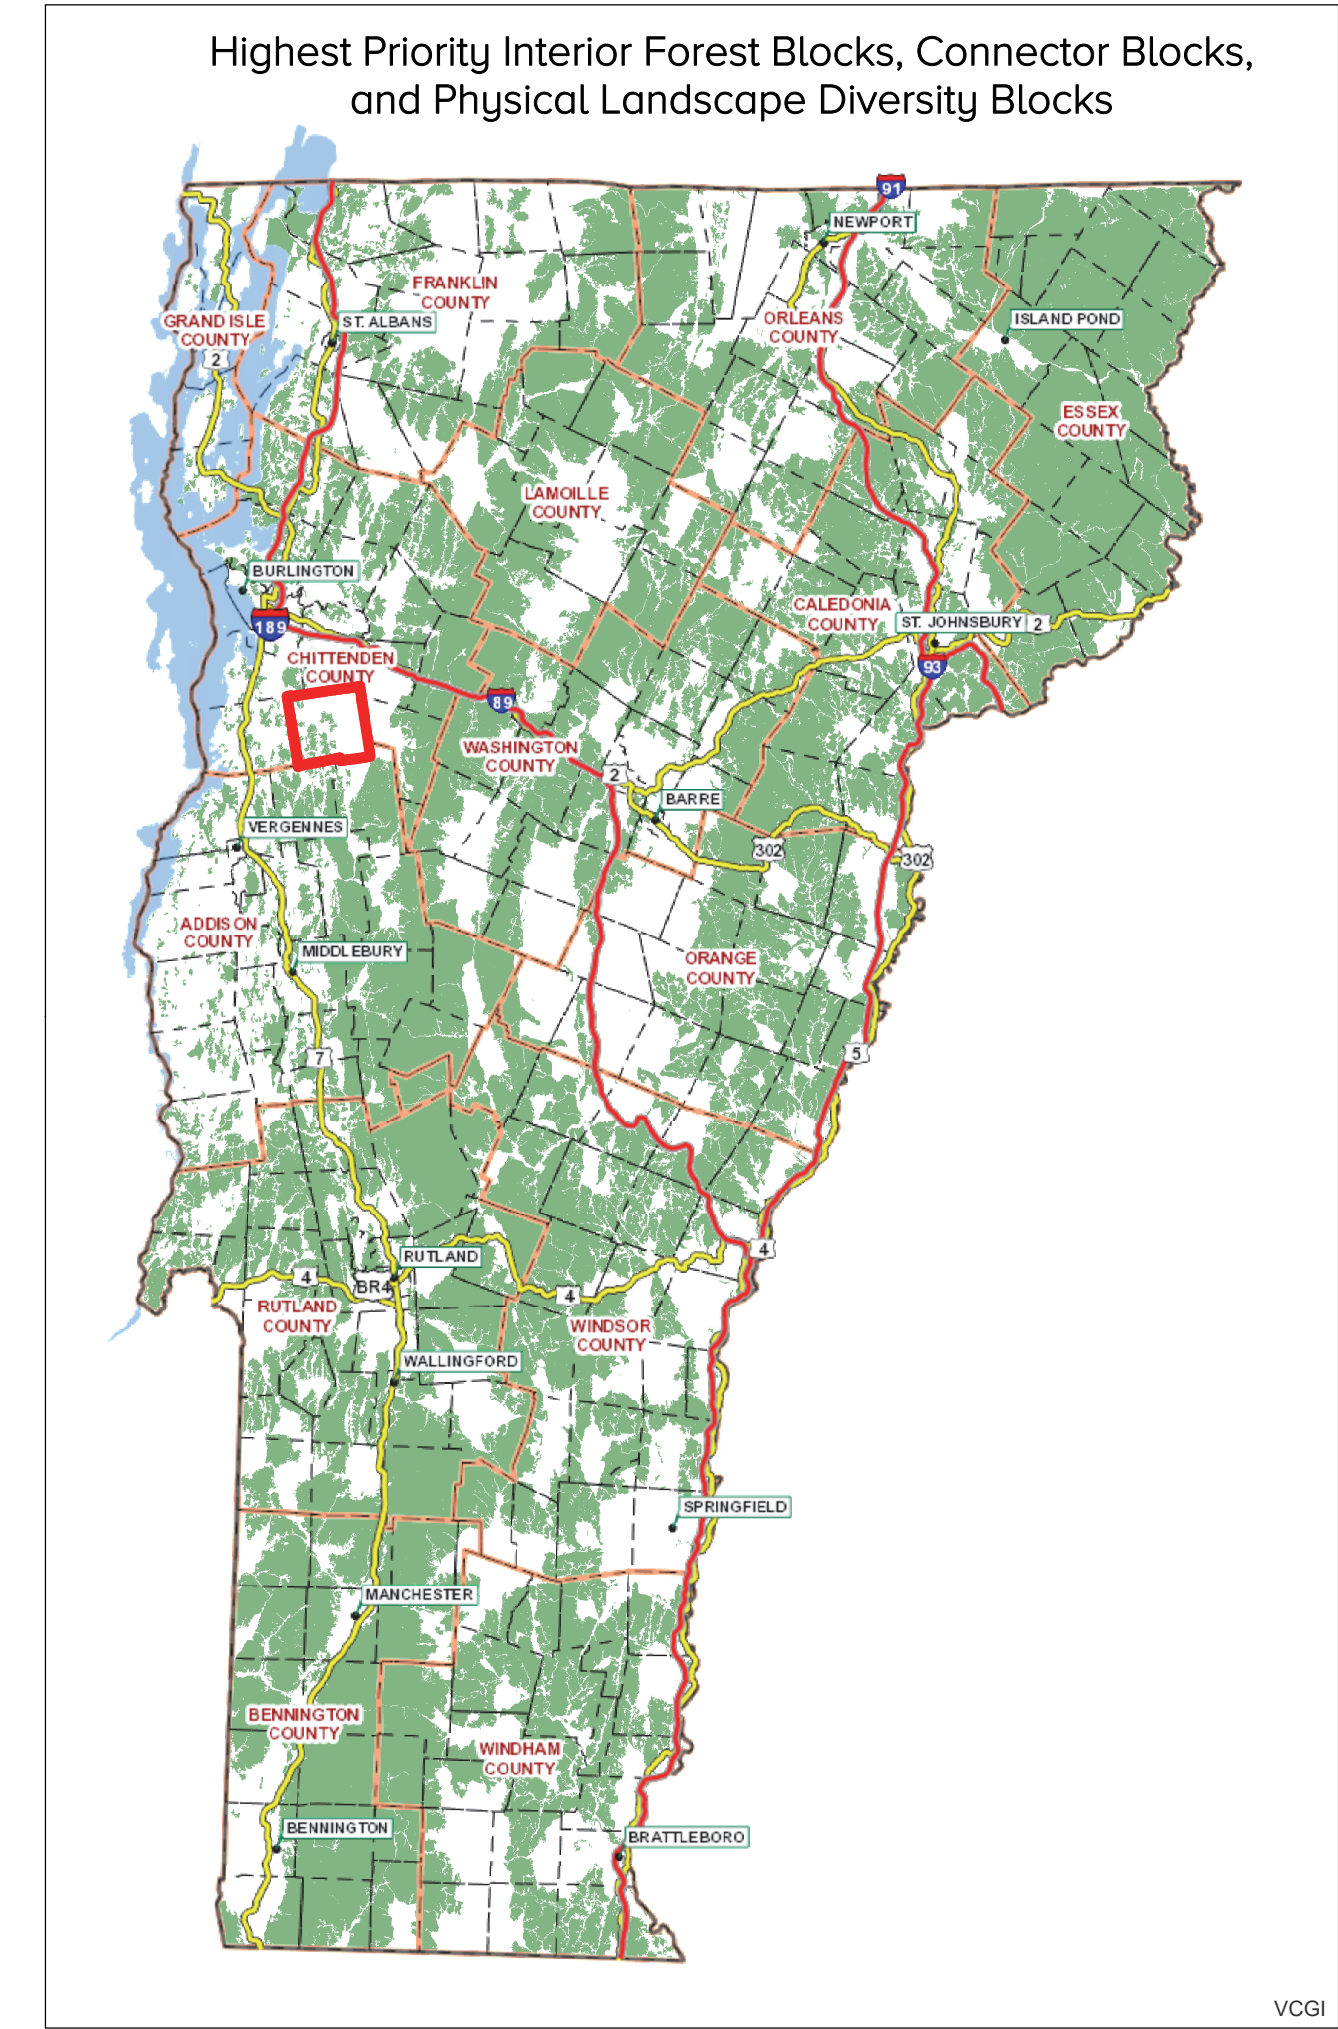 Highest Priority Interior Forest Blocks, Connector Blocks,
and Physical Landscape Diversity Blocks
91
NEWPORT
FRANKLIN
COUNTY
GRAND ISLE
COUNTY
2
ST. ALBANS
ORLEANS
COUNTY
ISLAND POND
ESSEX
COUNTY
LAMOILLE
COUNTY
BURLINGTON
189
CALEDONIA
COUNTY
ST. JOHNSBURY
2
93
CHITTENDEN
COUNTY
89
WASHINGTON
COUNTY
2
BARRE
VERGENNES
302
302
ADDISON
COUNTY
MIDDLEBURY
ORANGE
COUNTY
7
5
RUTLAND
4
4
BR4
4
RUTLAND
COUNTY
WINDSOR
COUNTY
WALLINGFORD
SPRINGFIELD
MANCHESTER
BENNINGTON
COUNTY
WINDHAM
COUNTY
BENNINGTON
BRATTLEBORO
VCGI